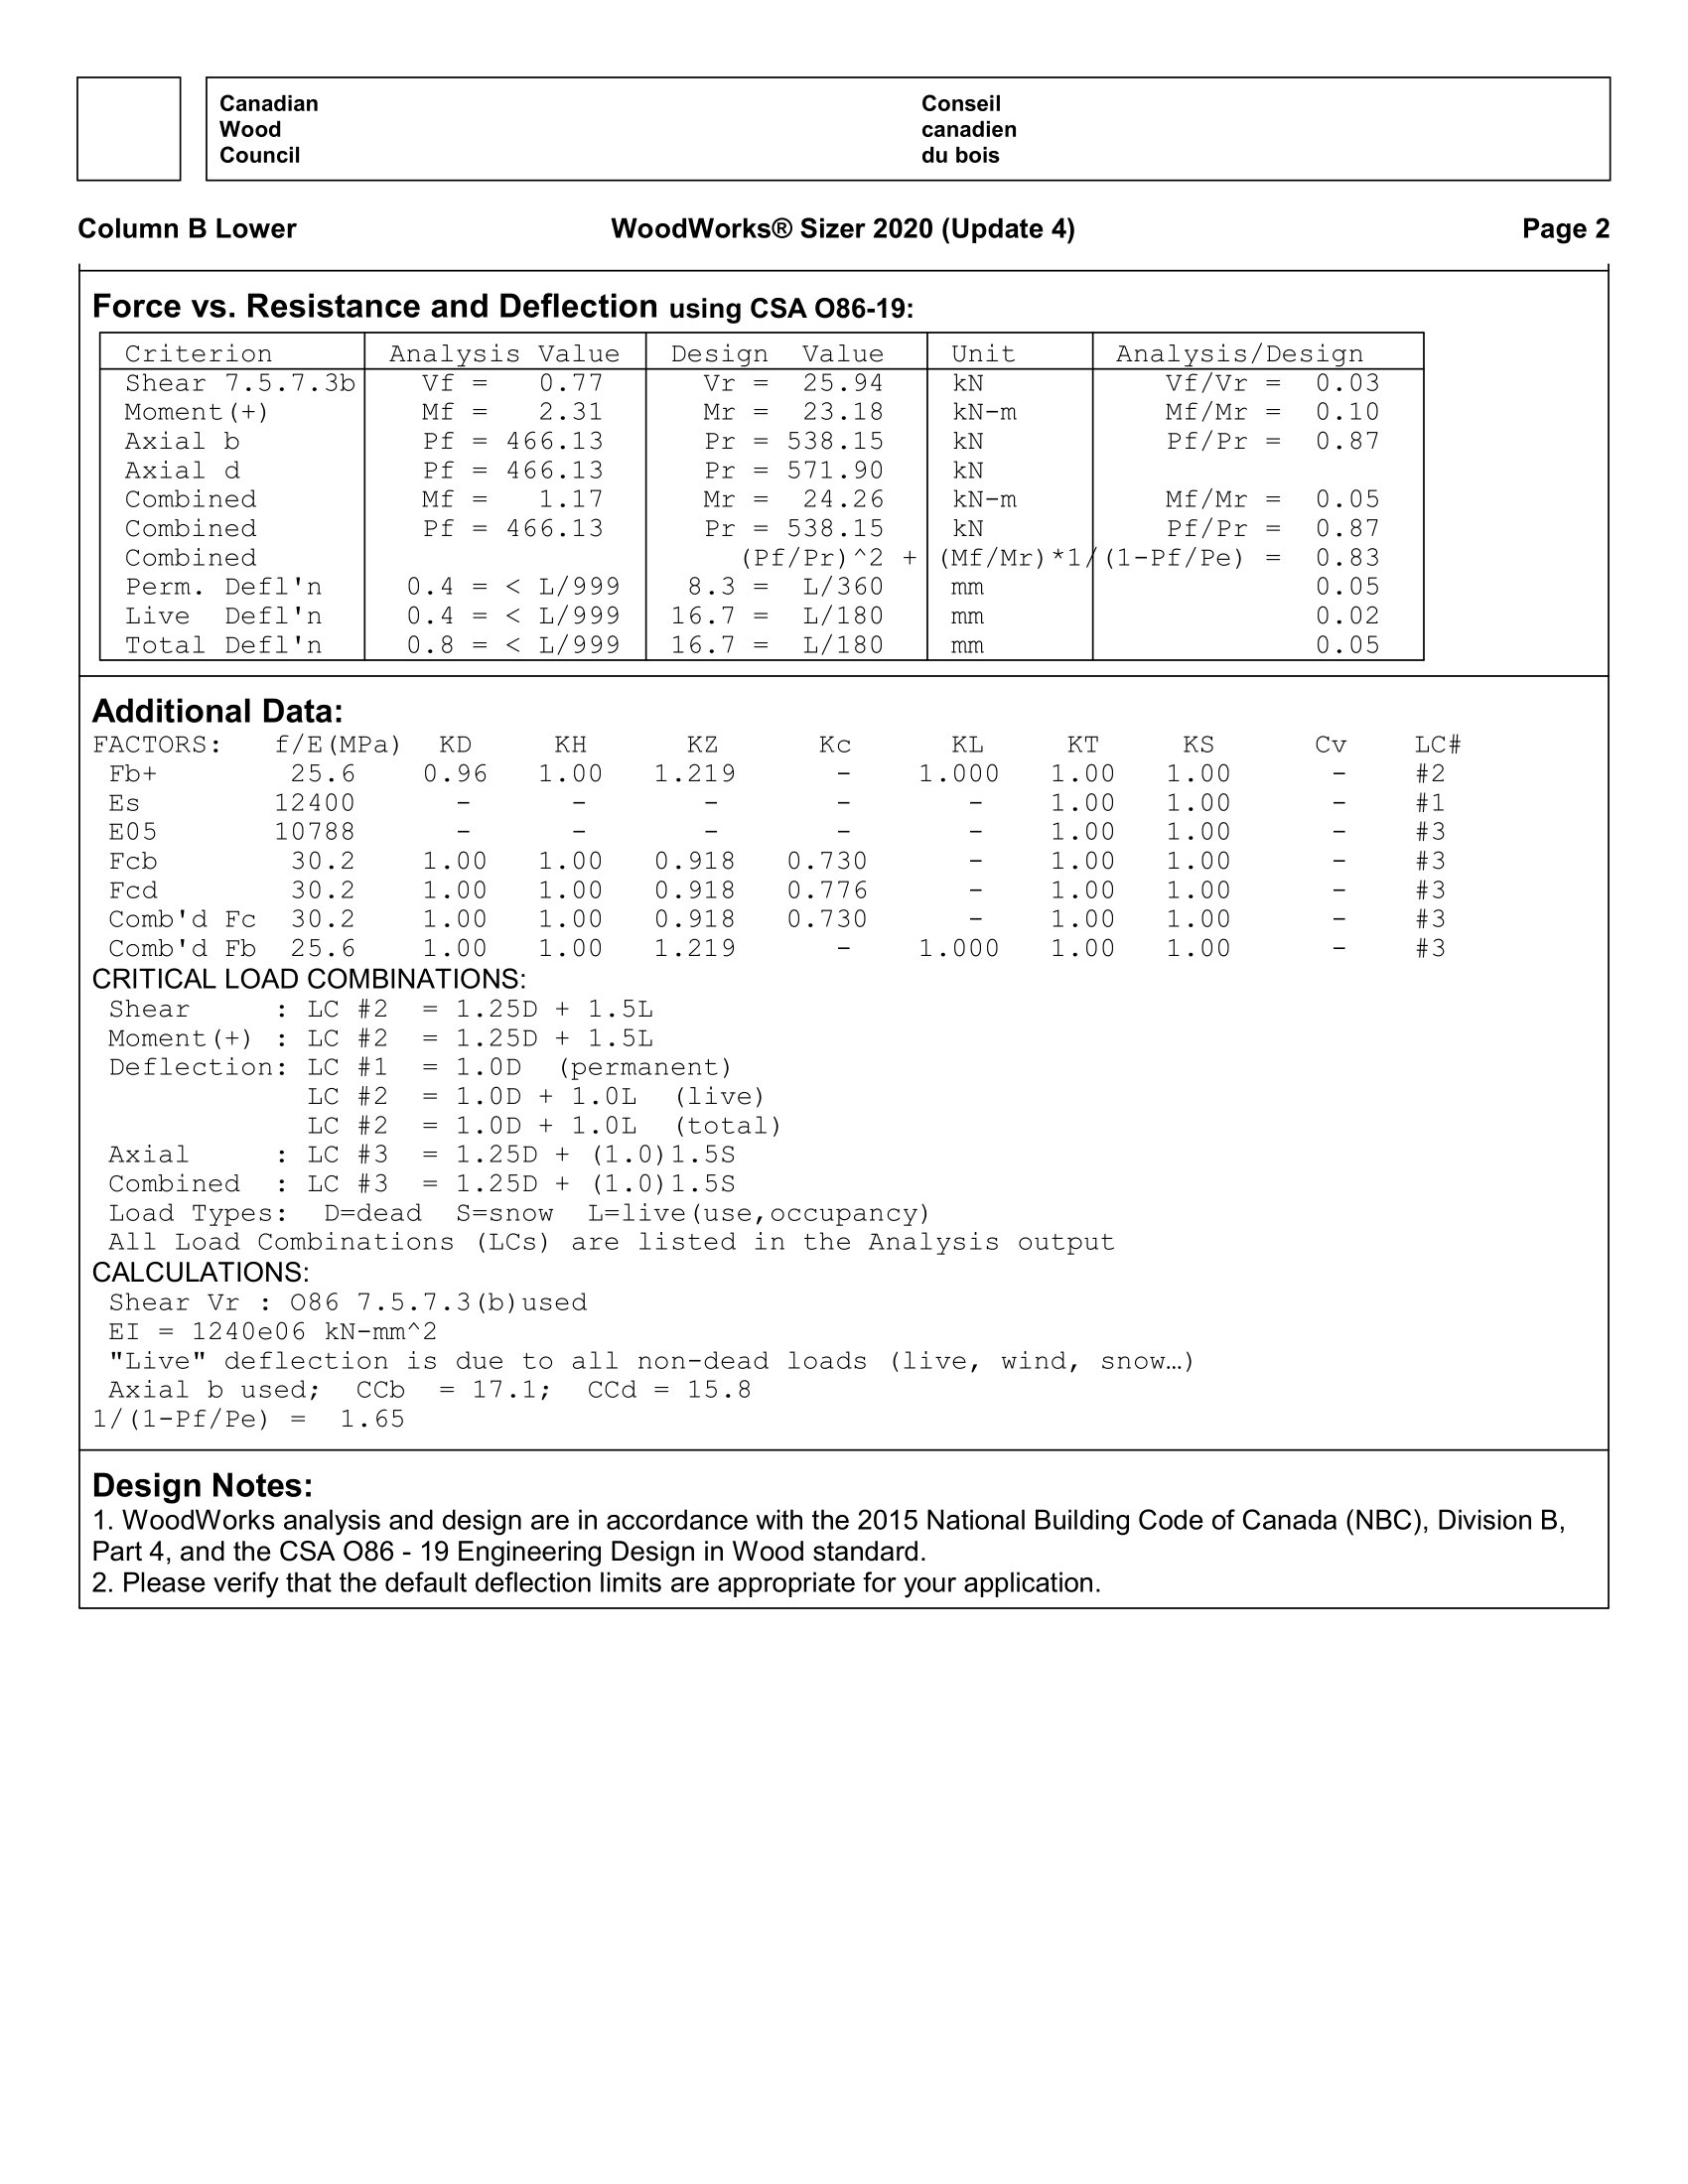 Canadian Wood Council
Conseil canadien du bois
Column B Lower WoodWorks® Sizer 2020 (Update 4) Page 2
Force vs. Resistance and Deflection using CSA O86-19:
Criterion Analysis Value Design Value Unit Analysis/Design
Shear 7.5.7.3b Vf = 0.77 Vr = 25.94 kN Vf/Vr = 0.03
Moment(+) Mf = 2.31 Mr = 23.18 kN-m Mf/Mr = 0.10
Axial b Pf = 466.13 Pr = 538.15 kN Pf/Pr = 0.87
Axial d Pf = 466.13 Pr = 571.90 kN
Combined Mf = 1.17 Mr = 24.26 kN-m Mf/Mr = 0.05
Combined Pf = 466.13 Pr = 538.15 kN Pf/Pr = 0.87
Combined (Pf/Pr)^2 + (Mf/Mr)*1/(1-Pf/Pe) = 0.83
Perm. Defl'n 0.4 = < L/999 8.3 = L/360 mm 0.05
Live Defl'n 0.4 = < L/999 16.7 = L/180 mm 0.02
Total Defl'n 0.8 = < L/999 16.7 = L/180 mm 0.05
Additional Data:
FACTORS: f/E(MPa) KD KH KZ Kc KL KT KS Cv LC#
Fb+ 25.6 0.96 1.00 1.219 - 1.000 1.00 1.00 - #2
Es 12400 - - - - - 1.00 1.00 - #1
E05 10788 - - - - - 1.00 1.00 - #3
Fcb 30.2 1.00 1.00 0.918 0.730 - 1.00 1.00 - #3
Fcd 30.2 1.00 1.00 0.918 0.776 - 1.00 1.00 - #3
Comb'd Fc 30.2 1.00 1.00 0.918 0.730 - 1.00 1.00 - #3
Comb'd Fb 25.6 1.00 1.00 1.219 - 1.000 1.00 1.00 - #3
CRITICAL LOAD COMBINATIONS:
Shear : LC #2 = 1.25D + 1.5L
Moment(+) : LC #2 = 1.25D + 1.5L
Deflection: LC #1 = 1.0D (permanent)
LC #2 = 1.0D + 1.0L (live)
LC #2 = 1.0D + 1.0L (total)
Axial : LC #3 = 1.25D + (1.0)1.5S
Combined : LC #3 = 1.25D + (1.0)1.5S
Load Types: D=dead S=snow L=live(use,occupancy)
All Load Combinations (LCs) are listed in the Analysis output
CALCULATIONS:
Shear Vr : O86 7.5.7.3(b)used
EI = 1240e06 kN-mm^2
"Live" deflection is due to all non-dead loads (live, wind, snow…)
Axial b used; CCb = 17.1; CCd = 15.8
1/(1-Pf/Pe) = 1.65
Design Notes:
1. WoodWorks analysis and design are in accordance with the 2015 National Building Code of Canada (NBC), Division B,
Part 4, and the CSA O86 - 19 Engineering Design in Wood standard.
2. Please verify that the default deflection limits are appropriate for your application.